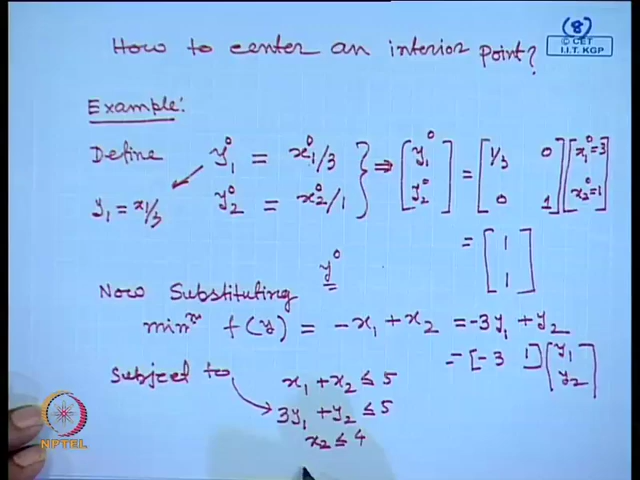 (8)
© CET
I.I.T. KGP
How to center an interior point?
Example:
Define y₁⁰ = x₁⁰/3 } ⇒ [y₁⁰ y₂⁰] = [1/3 0 0 1] [x₁⁰=3 x₂⁰=1]
y₁ = x₁/3 y₂⁰ = x₂⁰/1
= [1 1]
y⁰
Now Substituting
minᵐ f(y) = -x₁ + x₂ = -3y₁ + y₂
= [-3 1] [y₁ y₂]
Subject to x₁ + x₂ ≤ 5
3y₁ + y₂ ≤ 5
x₂ ≤ 4
NPTEL